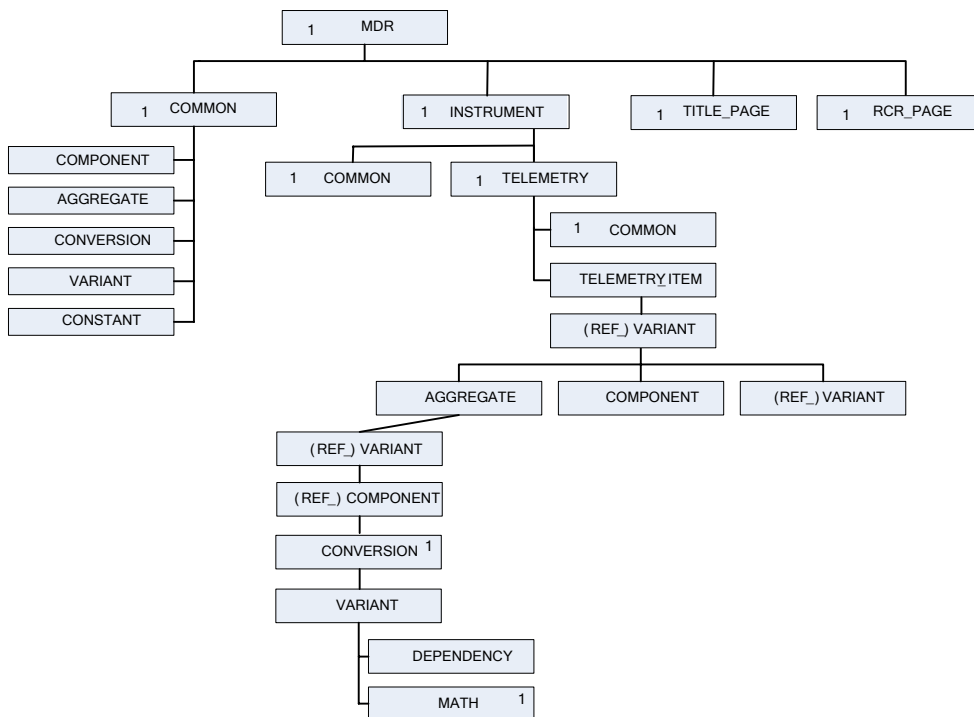 1 MDR
1 COMMON
1 INSTRUMENT
1 TITLE_PAGE
1 RCR_PAGE
COMPONENT
AGGREGATE
CONVERSION
VARIANT
CONSTANT
1 COMMON
1 TELEMETRY
1 COMMON
TELEMETRY_ITEM
(REF_) VARIANT
AGGREGATE
COMPONENT
(REF_) VARIANT
(REF_) VARIANT
(REF_) COMPONENT
CONVERSION 1
VARIANT
DEPENDENCY
MATH 1